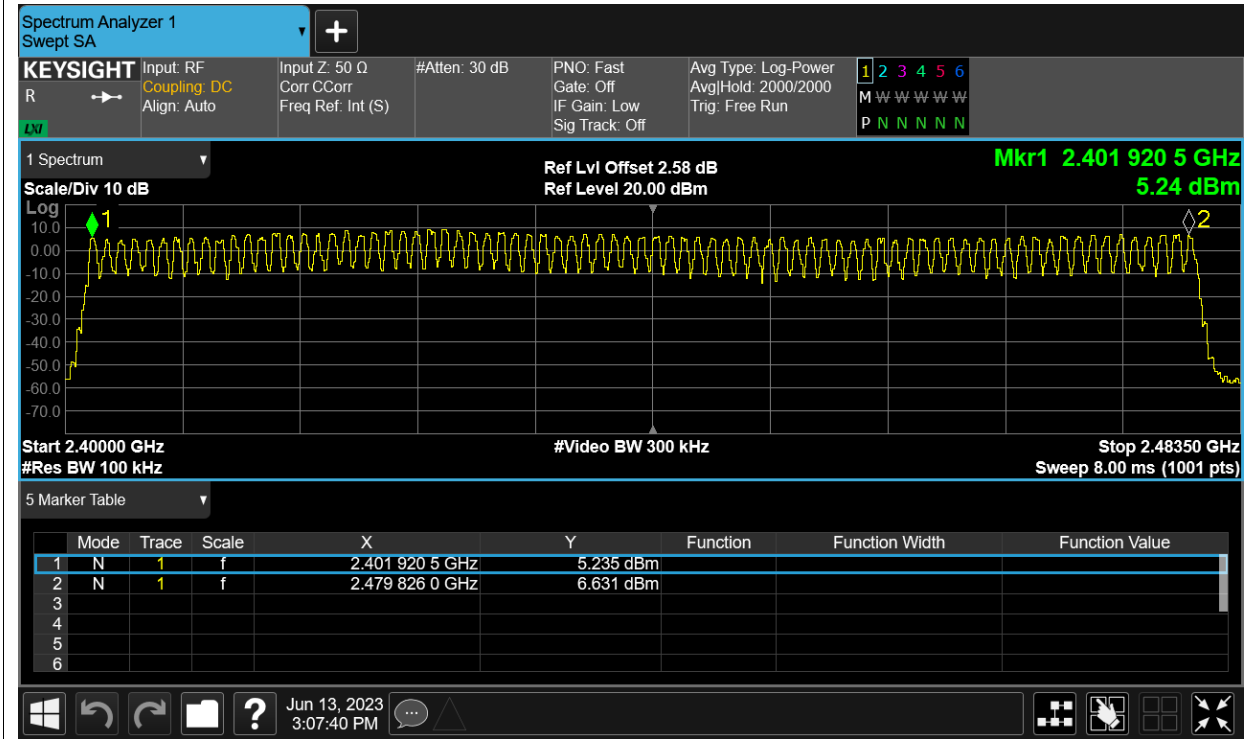 Spectrum Analyzer 1
Swept SA
KEYSIGHT
R
LXI
Input: RF
Coupling: DC
Align: Auto
Input Z: 50 Ω
Corr CCorr
Freq Ref: Int (S)
#Atten: 30 dB
PNO: Fast
Gate: Off
IF Gain: Low
Sig Track: Off
Avg Type: Log-Power
Avg|Hold: 2000/2000
Trig: Free Run
1 2 3 4 5 6
M W W W W W
P N N N N N
1 Spectrum
Scale/Div 10 dB
Ref Lvl Offset 2.58 dB
Ref Level 20.00 dBm
Mkr1 2.401 920 5 GHz
5.24 dBm
Log
10.0
0.00
-10.0
-20.0
-30.0
-40.0
-50.0
-60.0
-70.0
1
2
Start 2.40000 GHz
#Res BW 100 kHz
#Video BW 300 kHz
Stop 2.48350 GHz
Sweep 8.00 ms (1001 pts)
5 Marker Table
Mode Trace Scale X Y Function Function Width Function Value
1 N 1 f 2.401 920 5 GHz 5.235 dBm
2 N 1 f 2.479 826 0 GHz 6.631 dBm
3
4
5
6
?
Jun 13, 2023
3:07:40 PM